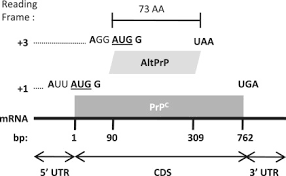 Reading
Frame :
73 AA
+3 AGG AUG G UAA
AltPrP
+1 AUU AUG G UGA
PrPC
mRNA
bp: 1 90 309 762
5' UTR CDS 3' UTR